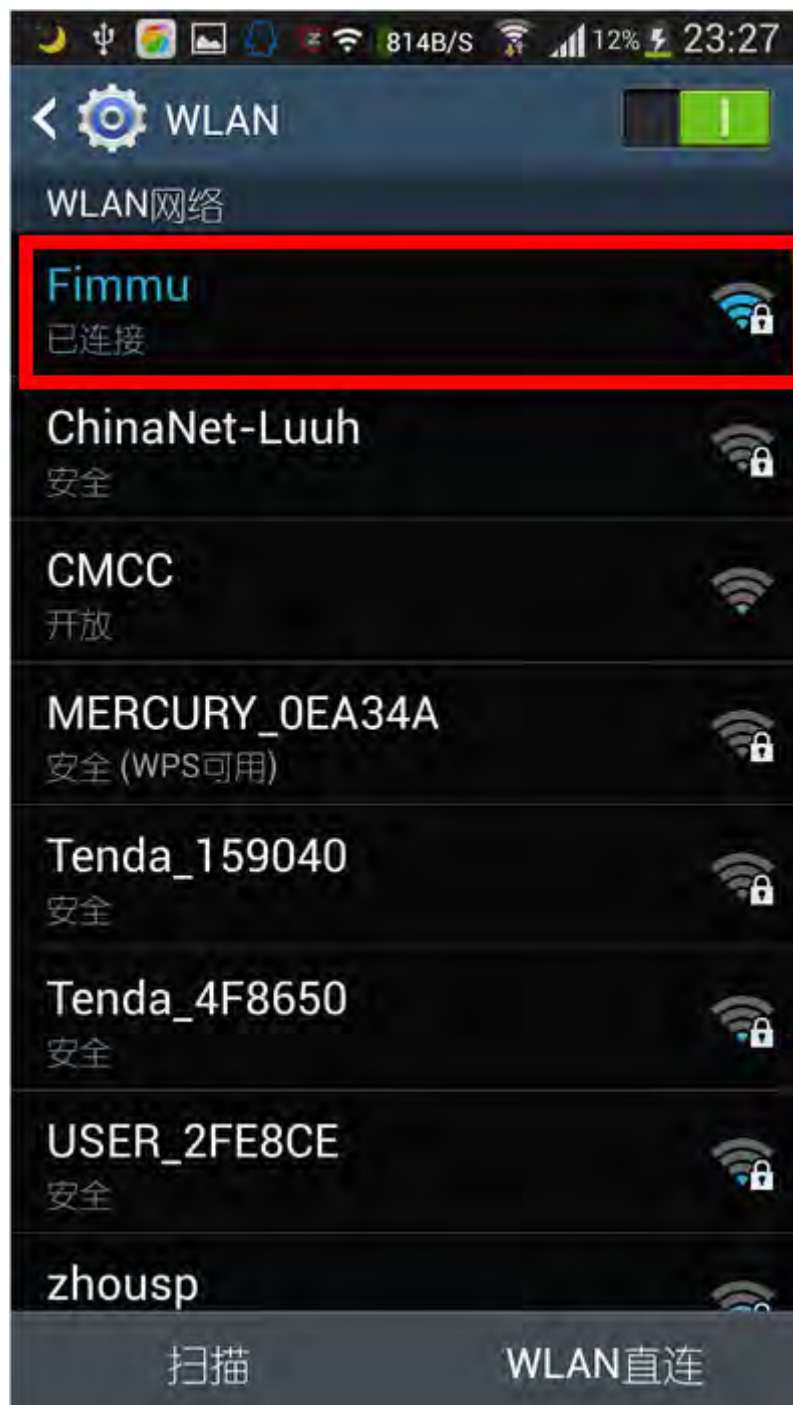 814B/S 12% 23:27
WLAN
WLAN网络
Fimmu
已连接
ChinaNet-Luuh
安全
CMCC
开放
MERCURY_0EA34A
安全 (WPS可用)
Tenda_159040
安全
Tenda_4F8650
安全
USER_2FE8CE
安全
zhousp
扫描 WLAN直连